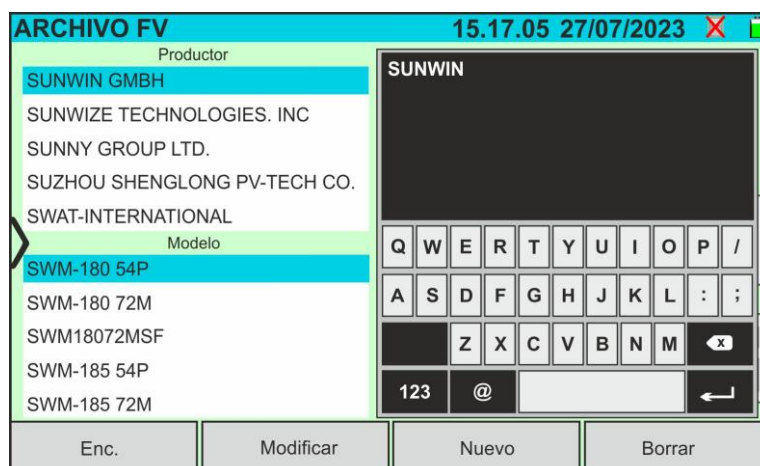 ARCHIVO FV 15.17.05 27/07/2023
Productor
SUNWIN GMBH
SUNWIZE TECHNOLOGIES. INC
SUNNY GROUP LTD.
SUZHOU SHENGLONG PV-TECH CO.
SWAT-INTERNATIONAL
Modelo
SWM-180 54P
SWM-180 72M
SWM18072MSF
SWM-185 54P
SWM-185 72M
SUNWIN
Q W E R T Y U I O P /
A S D F G H J K L : ;
Z X C V B N M X
123 @
Enc. Modificar Nuevo Borrar